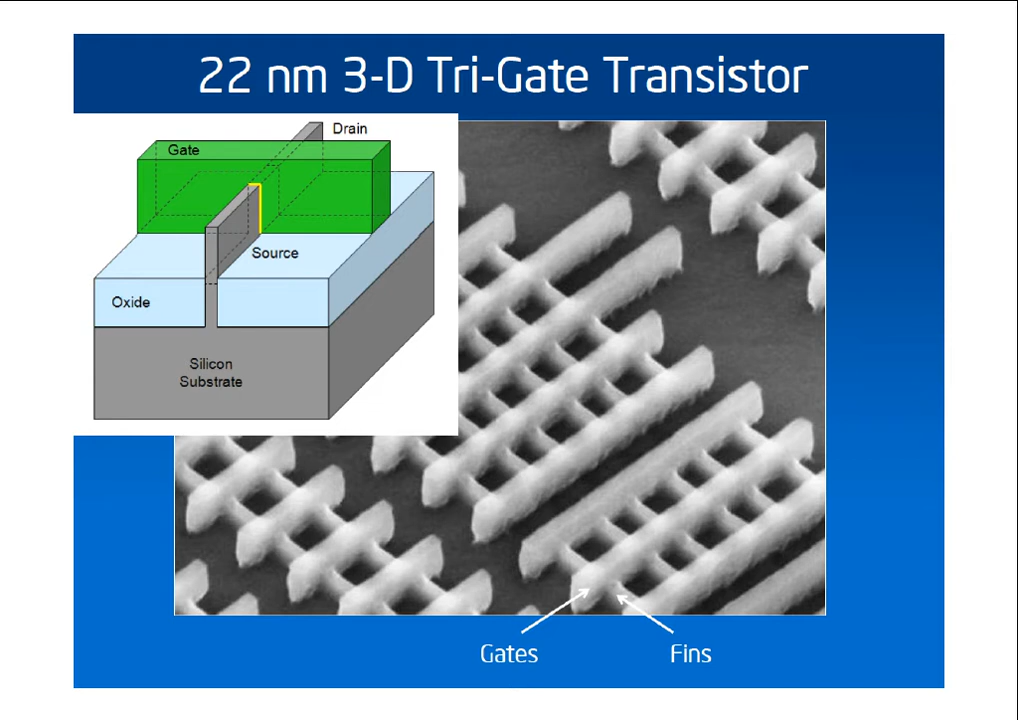 22 nm 3-D Tri-Gate Transistor
Drain
Gate
Source
Oxide
Silicon
Substrate
Gates
Fins